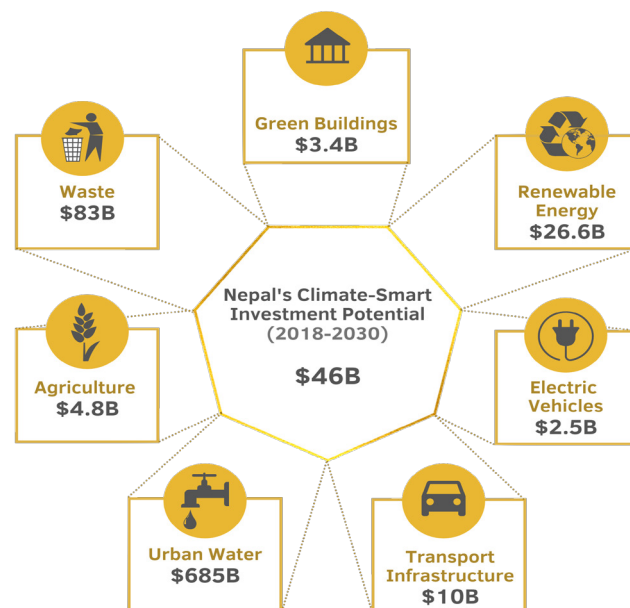 Green Buildings
$3.4B
Waste
$83B
Renewable
Energy
$26.6B
Nepal's Climate-Smart
Investment Potential
(2018-2030)
$46B
Agriculture
$4.8B
Electric
Vehicles
$2.5B
Urban Water
$685B
Transport
Infrastructure
$10B